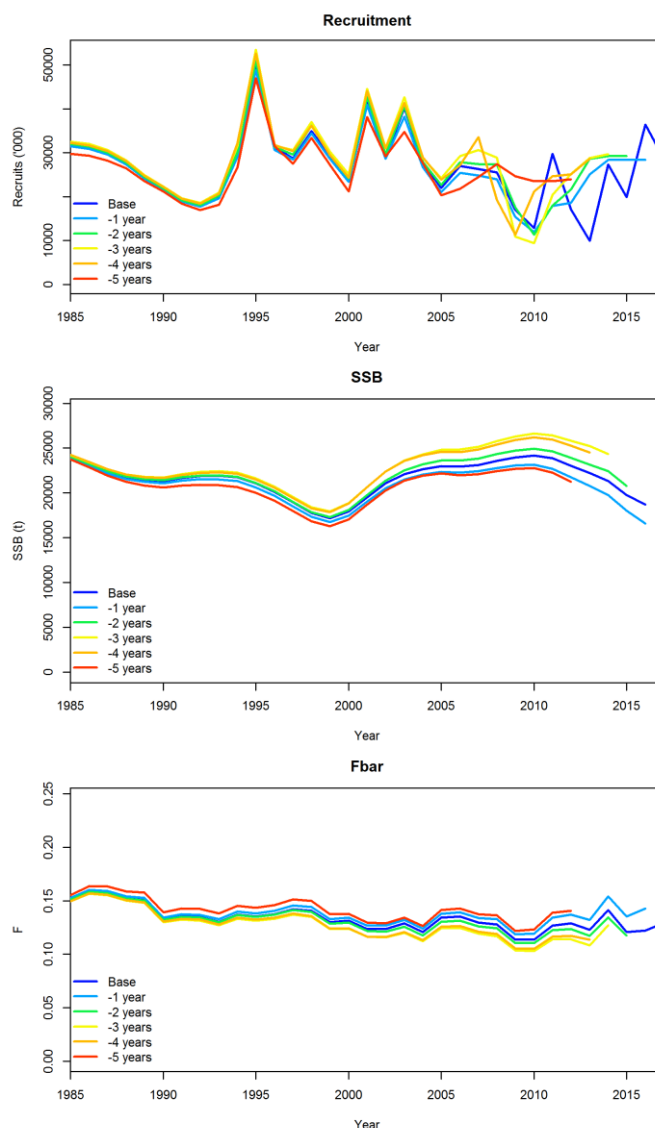 Recruitment
Recruits ('000)
50000
30000
10000
0
Base
-1 year
-2 years
-3 years
-4 years
-5 years
1985 1990 1995 2000 2005 2010 2015
Year
SSB
SSB (t)
30000
25000
20000
15000
10000
5000
0
Base
-1 year
-2 years
-3 years
-4 years
-5 years
1985 1990 1995 2000 2005 2010 2015
Year
Fbar
F
0.25
0.20
0.15
0.10
0.05
0.00
Base
-1 year
-2 years
-3 years
-4 years
-5 years
1985 1990 1995 2000 2005 2010 2015
Year